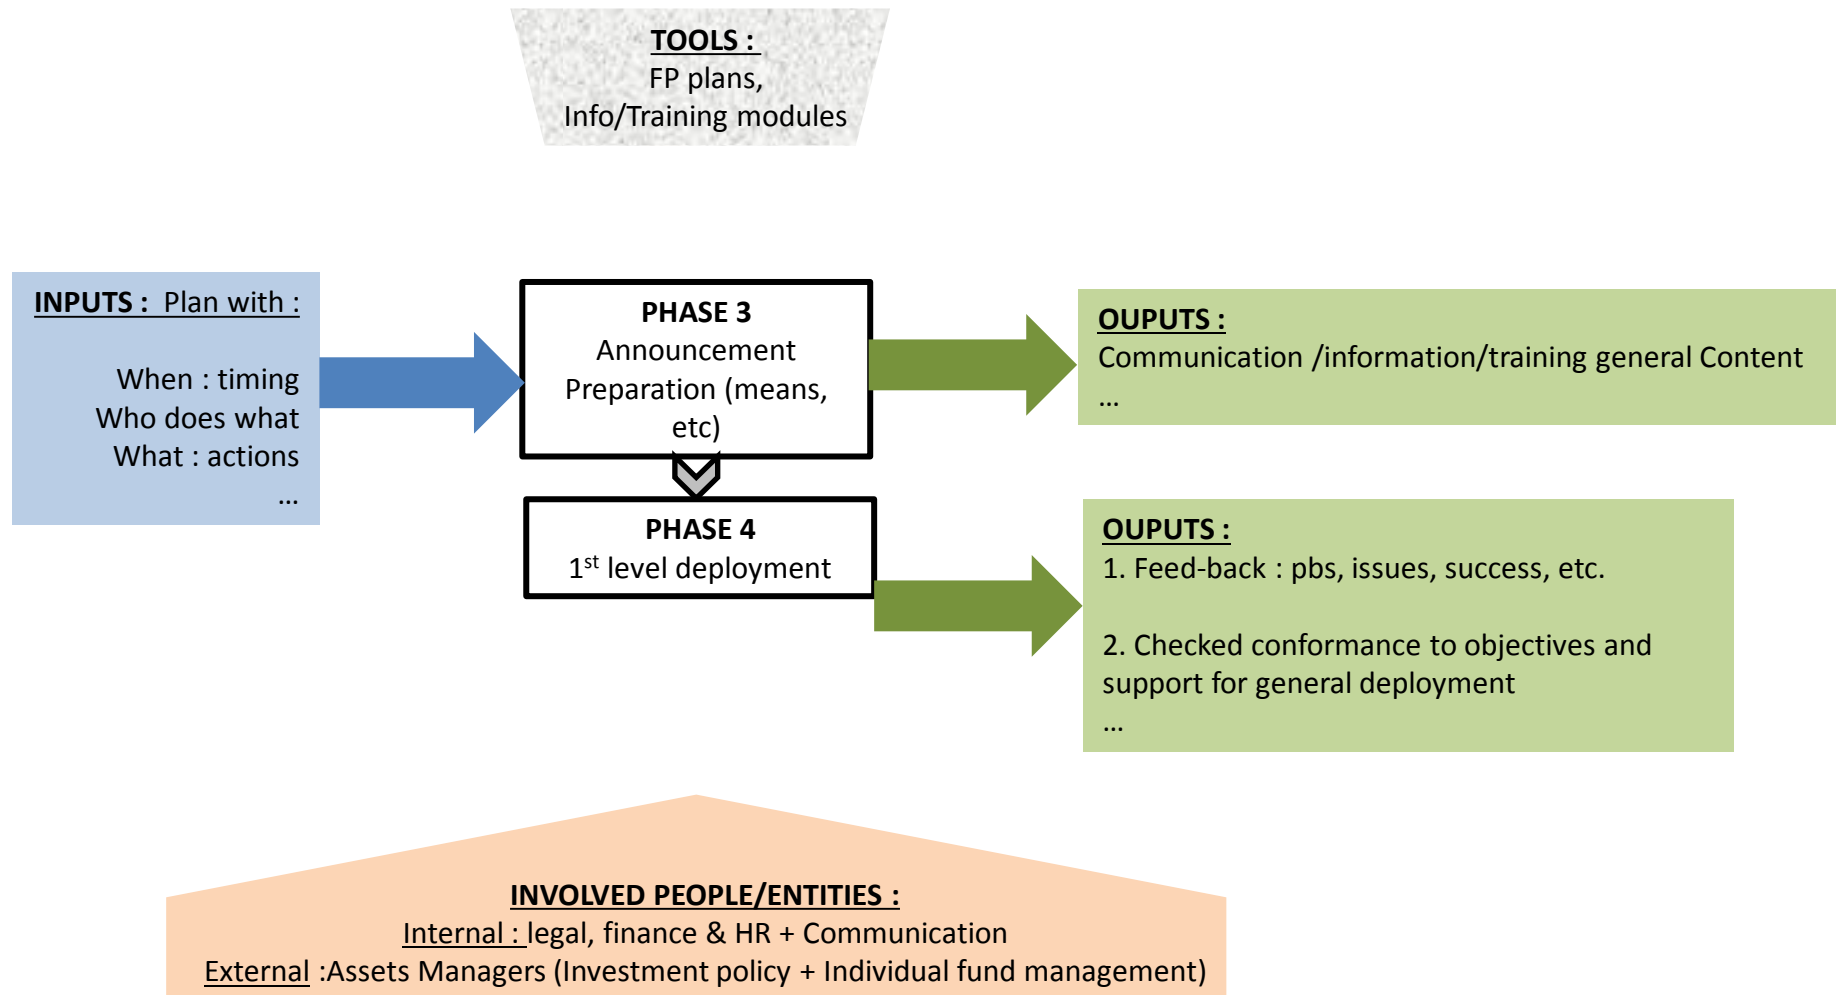 TOOLS :
FP plans,
Info/Training modules
INPUTS : Plan with :
When : timing
Who does what
What : actions
...
PHASE 3
Announcement
Preparation (means,
etc)
OUPUTS :
Communication /information/training general Content
...
PHASE 4
1st level deployment
OUPUTS :
1. Feed-back : pbs, issues, success, etc.
2. Checked conformance to objectives and
support for general deployment
...
INVOLVED PEOPLE/ENTITIES :
Internal : legal, finance & HR + Communication
External :Assets Managers (Investment policy + Individual fund management)